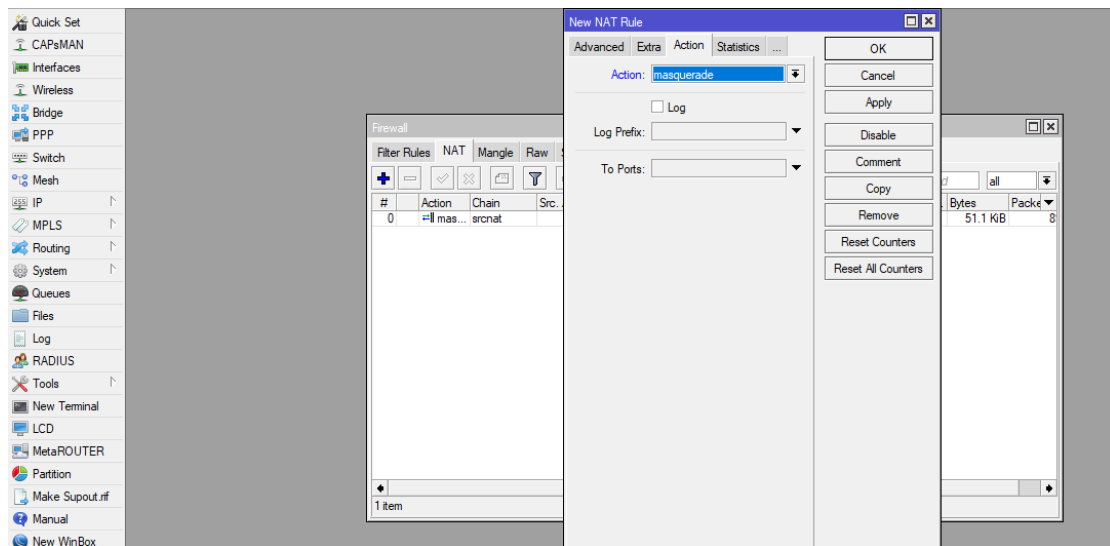 Quick Set
CAPsMAN
Interfaces
Wireless
Bridge
PPP
Switch
Mesh
IP
MPLS
Routing
System
Queues
Files
Log
RADIUS
Tools
New Terminal
LCD
MetaROUTER
Partition
Make Supout.rif
Manual
New WinBox
Firewall
Filter Rules NAT Mangle Raw
all
# Action Chain Src. Bytes Packe
0 mas... srcnat 51.1 KiB 8
1 item
New NAT Rule
Advanced Extra Action Statistics ...
Action: masquerade
Log
Log Prefix:
To Ports:
OK
Cancel
Apply
Disable
Comment
Copy
Remove
Reset Counters
Reset All Counters